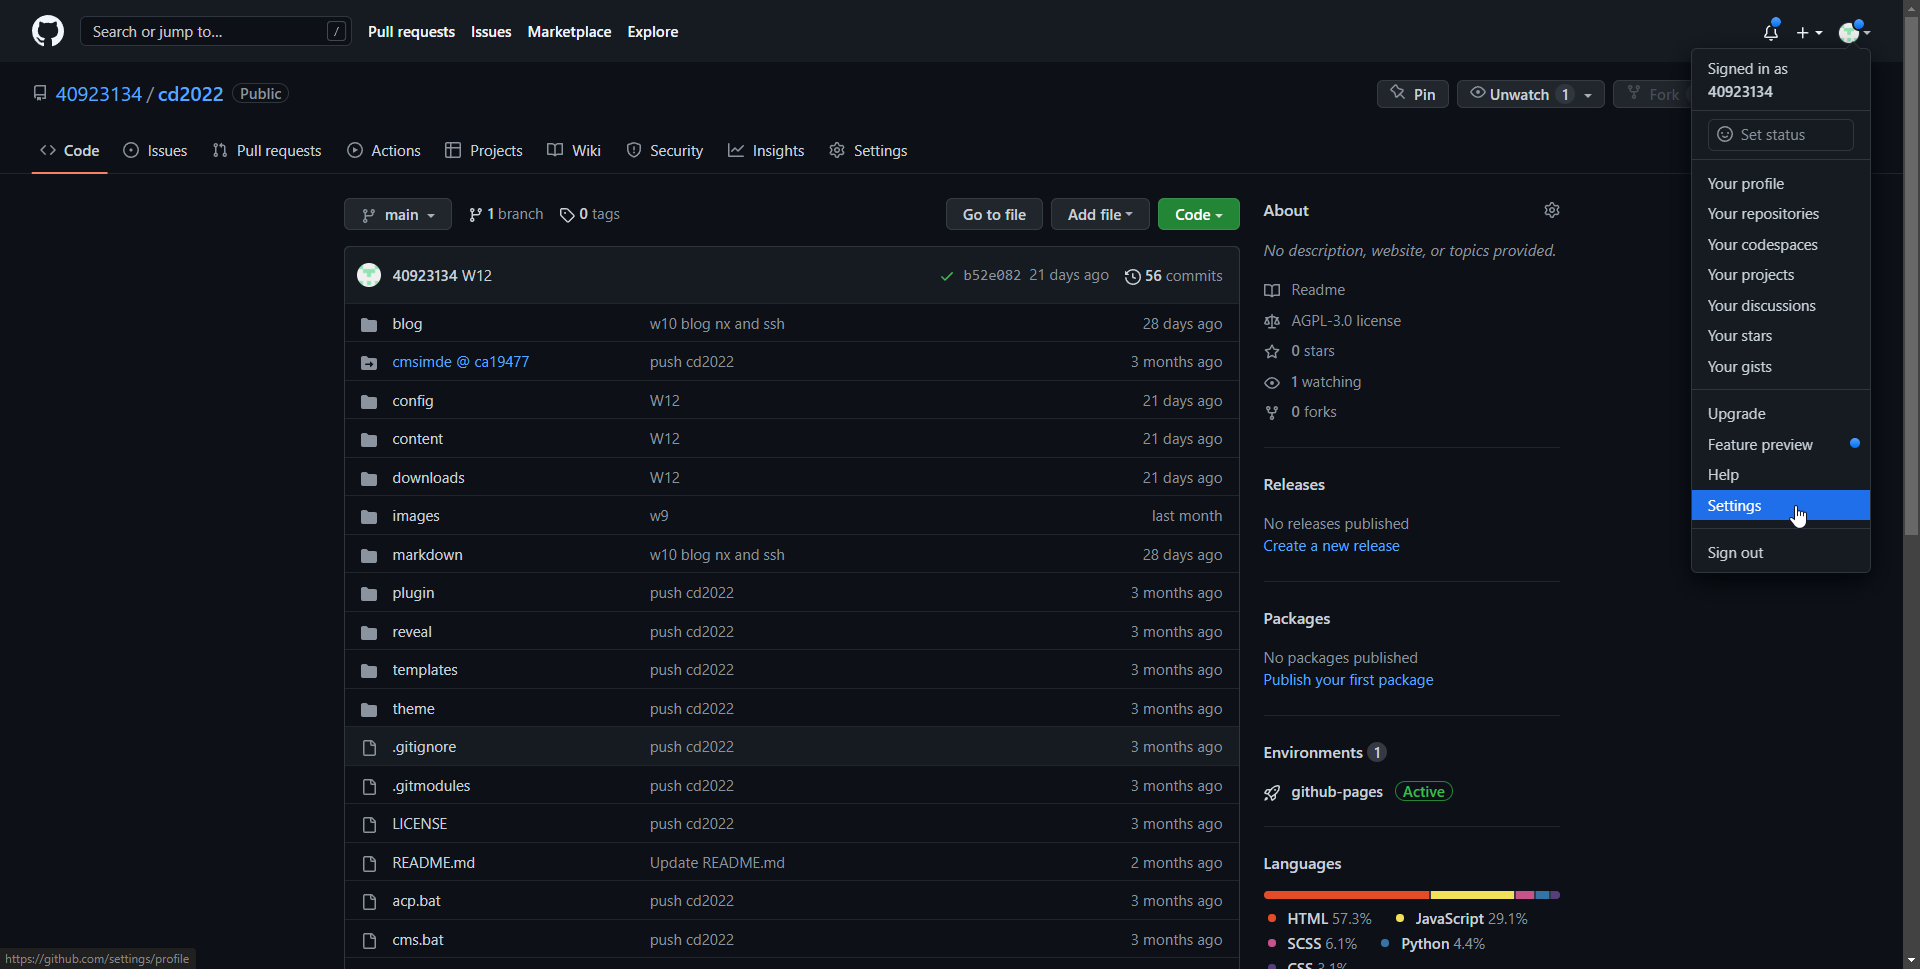 Search or jump to... /
Pull requests Issues Marketplace Explore
Signed in as
40923134
Set status
Your profile
Your repositories
Your codespaces
Your projects
Your discussions
Your stars
Your gists
Upgrade
Feature preview
Help
Settings
Sign out
40923134 / cd2022 Public
Pin Unwatch 1 Fork
Code Issues Pull requests Actions Projects Wiki Security Insights Settings
main 1 branch 0 tags Go to file Add file Code
40923134 W12 b52e082 21 days ago 56 commits
blog w10 blog nx and ssh 28 days ago
cmsimde @ ca19477 push cd2022 3 months ago
config W12 21 days ago
content W12 21 days ago
downloads W12 21 days ago
images w9 last month
markdown w10 blog nx and ssh 28 days ago
plugin push cd2022 3 months ago
reveal push cd2022 3 months ago
templates push cd2022 3 months ago
theme push cd2022 3 months ago
.gitignore push cd2022 3 months ago
.gitmodules push cd2022 3 months ago
LICENSE push cd2022 3 months ago
README.md Update README.md 2 months ago
acp.bat push cd2022 3 months ago
cms.bat push cd2022 3 months ago
About
No description, website, or topics provided.
Readme
AGPL-3.0 license
0 stars
1 watching
0 forks
Releases
No releases published
Create a new release
Packages
No packages published
Publish your first package
Environments 1
github-pages Active
Languages
HTML 57.3% JavaScript 29.1%
SCSS 6.1% Python 4.4%
CSS 3.1%
https://github.com/settings/profile